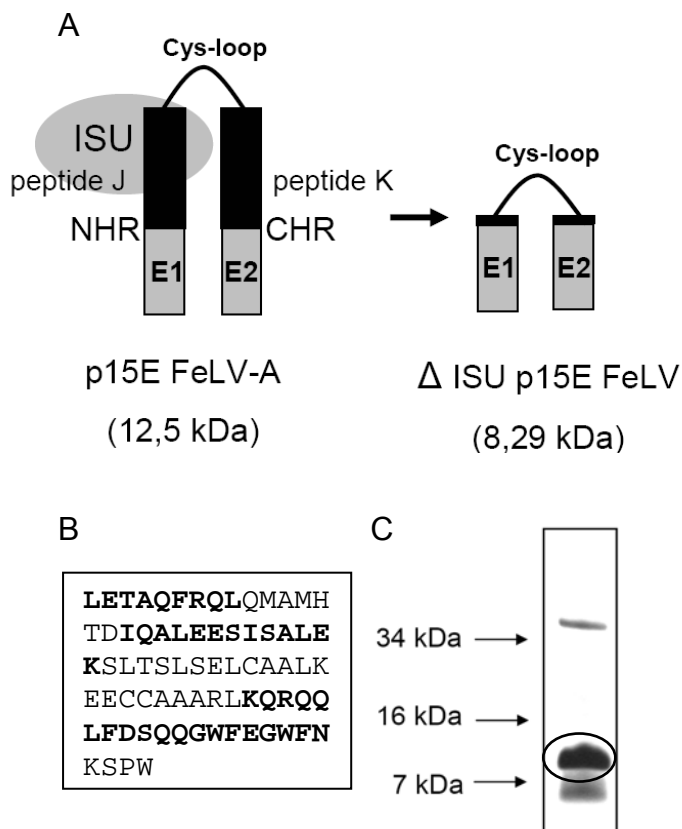 A
Cys-loop
ISU
peptide J
peptide K
NHR
CHR
E1
E2
Cys-loop
E1
E2
p15E FeLV-A
(12,5 kDa)
Δ ISU p15E FeLV
(8,29 kDa)
B
LETAQFRQLQMAMH
TDIQALEESISALE
KSLTSLSELCAALK
EECCAAARLKQRQQ
LFDSQQGWFEGWFN
KSPW
C
34 kDa
16 kDa
7 kDa